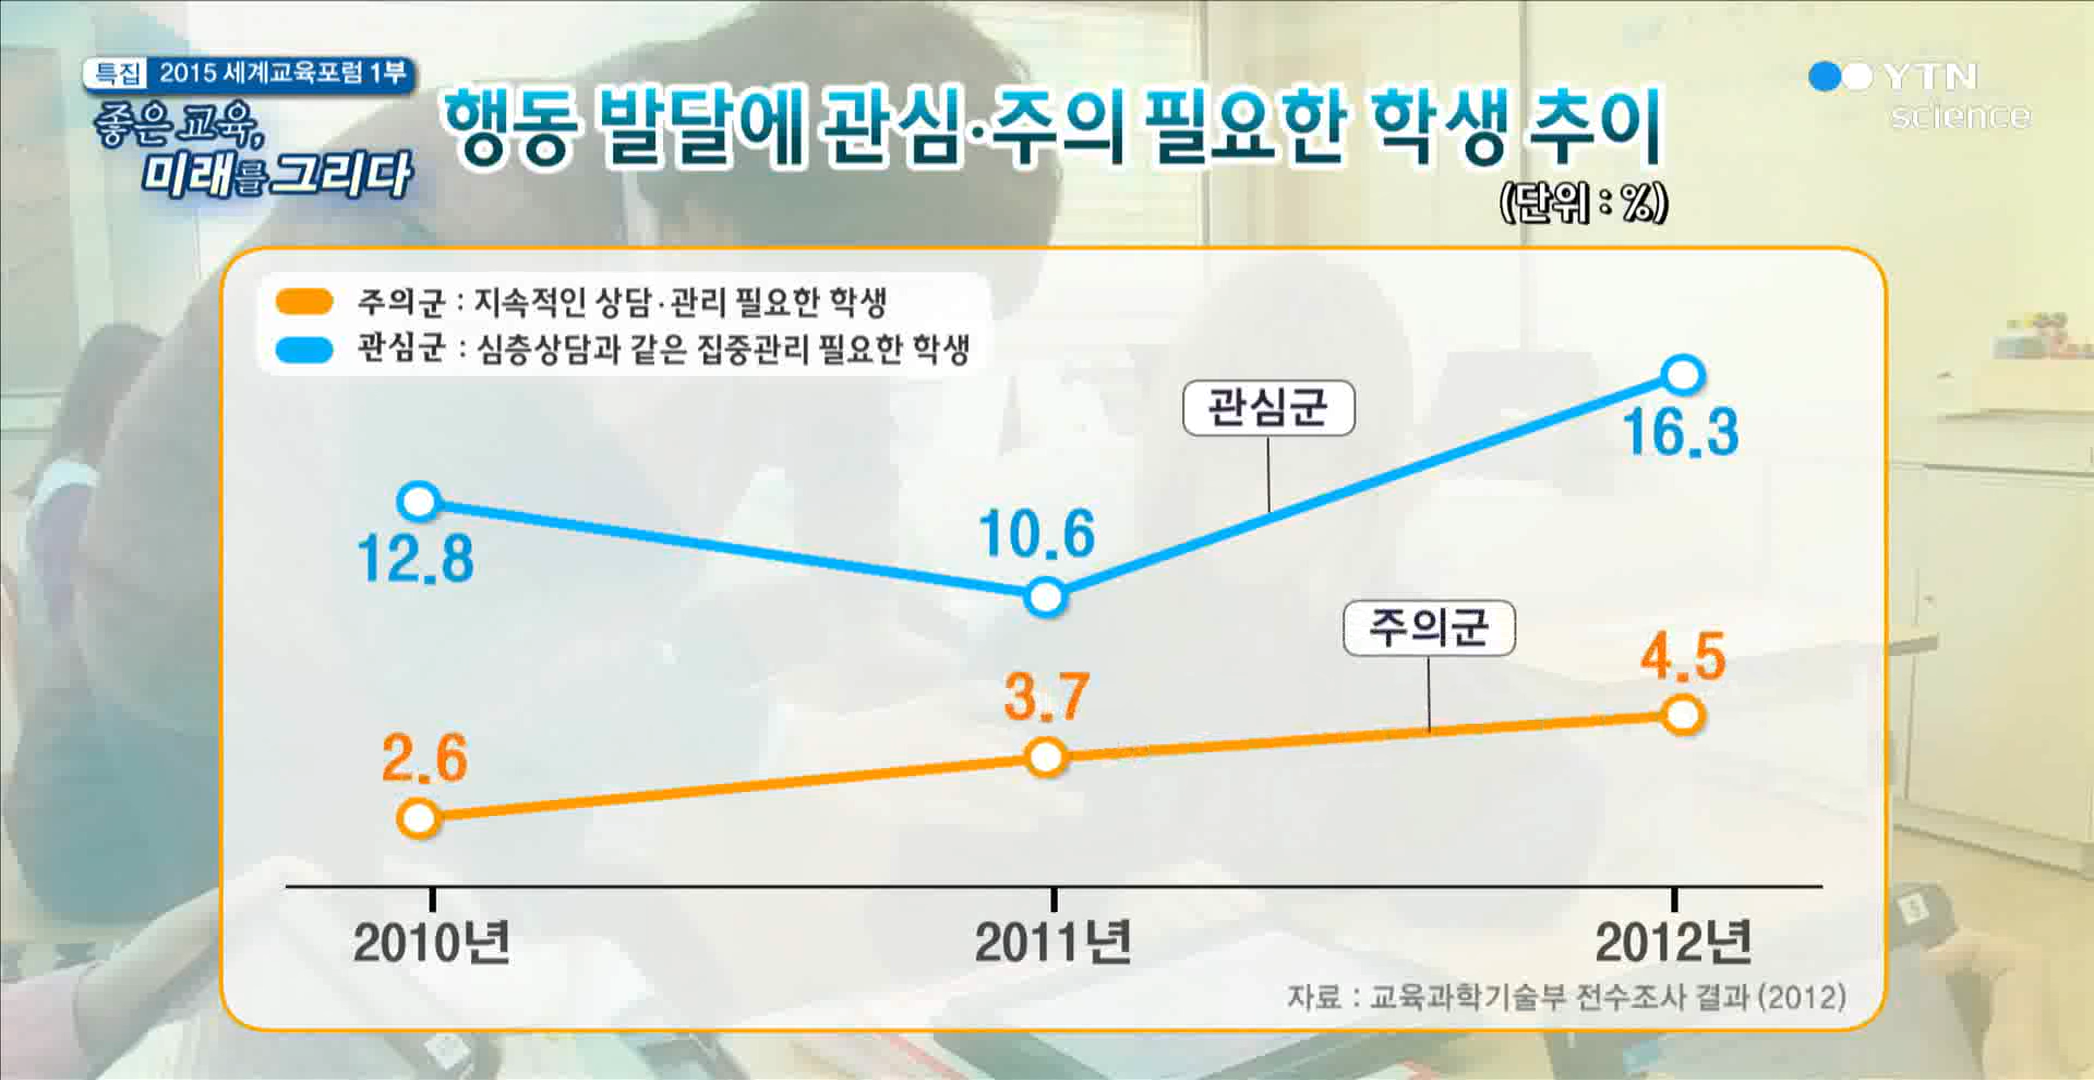 특집 2015 세계교육포럼 1부
좋은 교육,
미래를 그리다
행동 발달에 관심·주의 필요한 학생 추이
(단위 : %)
YTN
science
주의군 : 지속적인 상담·관리 필요한 학생
관심군 : 심층상담과 같은 집중관리 필요한 학생
관심군
16.3
12.8
10.6
주의군
4.5
3.7
2.6
2010년 2011년 2012년
자료 : 교육과학기술부 전수조사 결과 (2012)